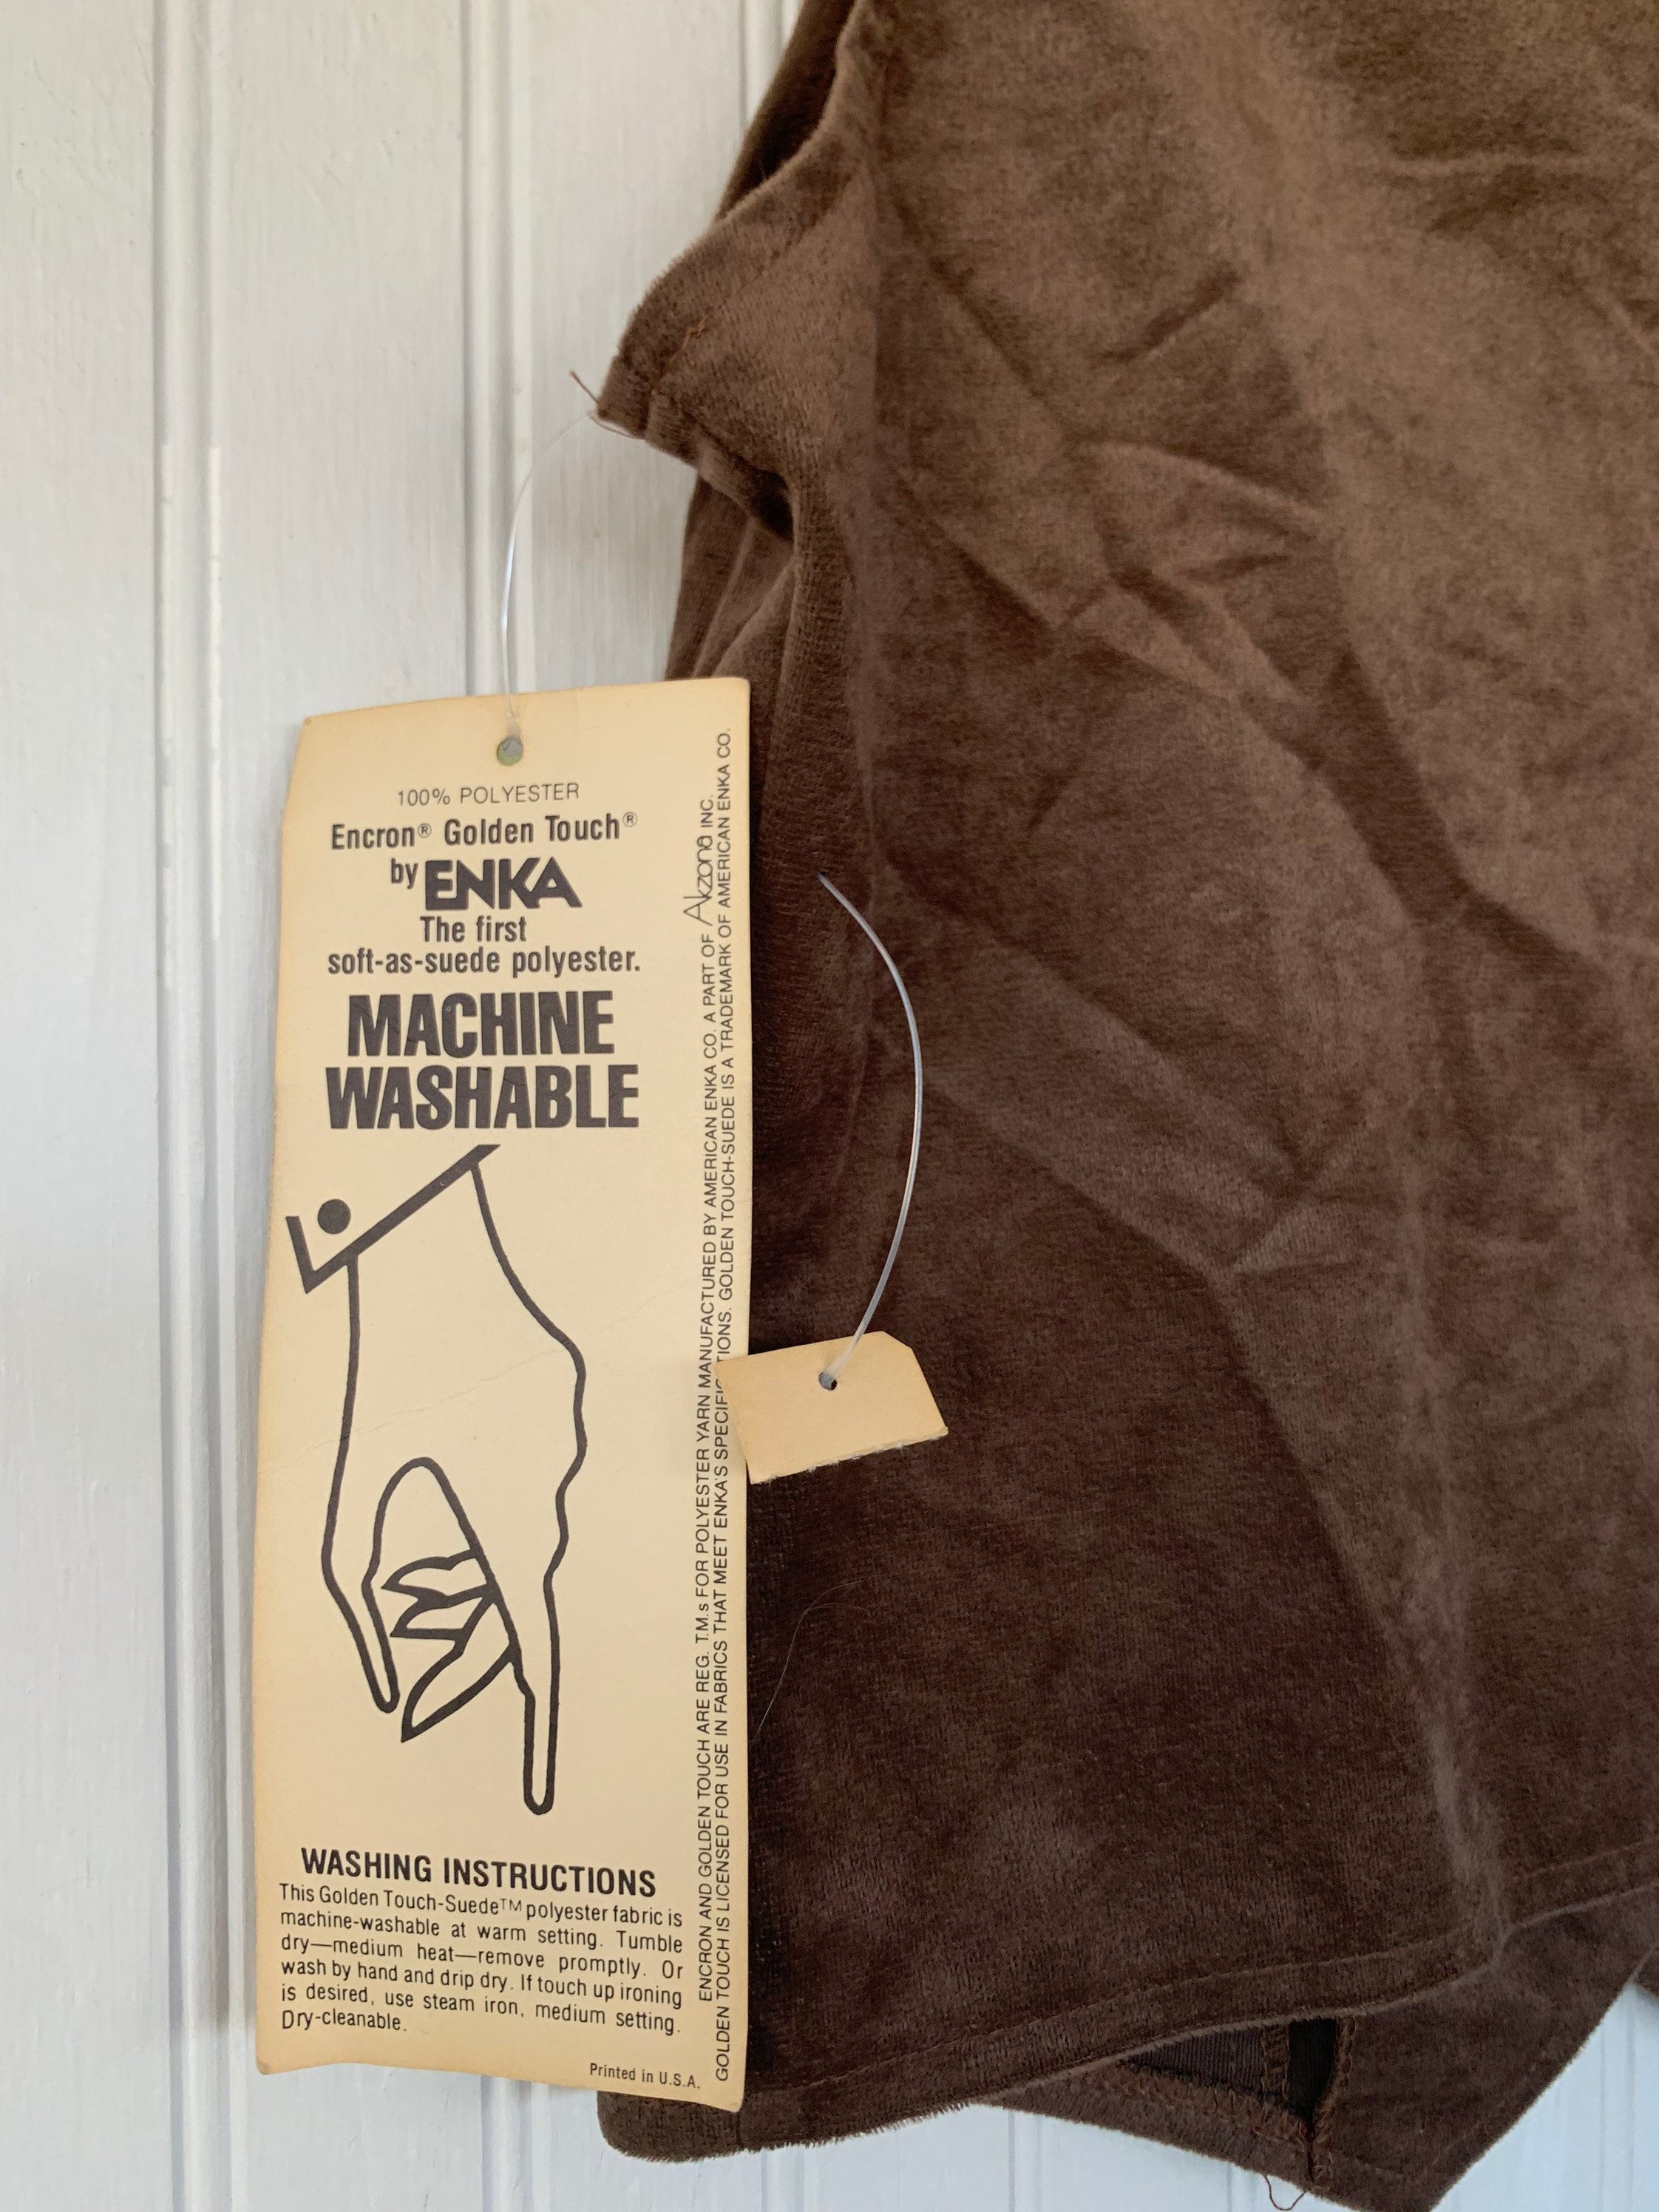 100% POLYESTER
Encron® Golden Touch®
by ENKA
The first
soft-as-suede polyester.
MACHINE
WASHABLE
WASHING INSTRUCTIONS
This Golden Touch-Suede™ polyester fabric is
machine-washable at warm setting. Tumble
dry—medium heat—remove promptly. Or
wash by hand and drip dry. If touch up ironing
is desired, use steam iron, medium setting.
Dry-cleanable.
Printed in U.S.A.
ENCRON AND GOLDEN TOUCH ARE REG. T.M.s FOR POLYESTER YARN MANUFACTURED BY AMERICAN ENKA CO. A PART OF Akzona INC.
GOLDEN TOUCH IS LICENSED FOR USE IN FABRICS THAT MEET ENKA'S SPECIFICATIONS. GOLDEN TOUCH-SUEDE IS A TRADEMARK OF AMERICAN ENKA CO.